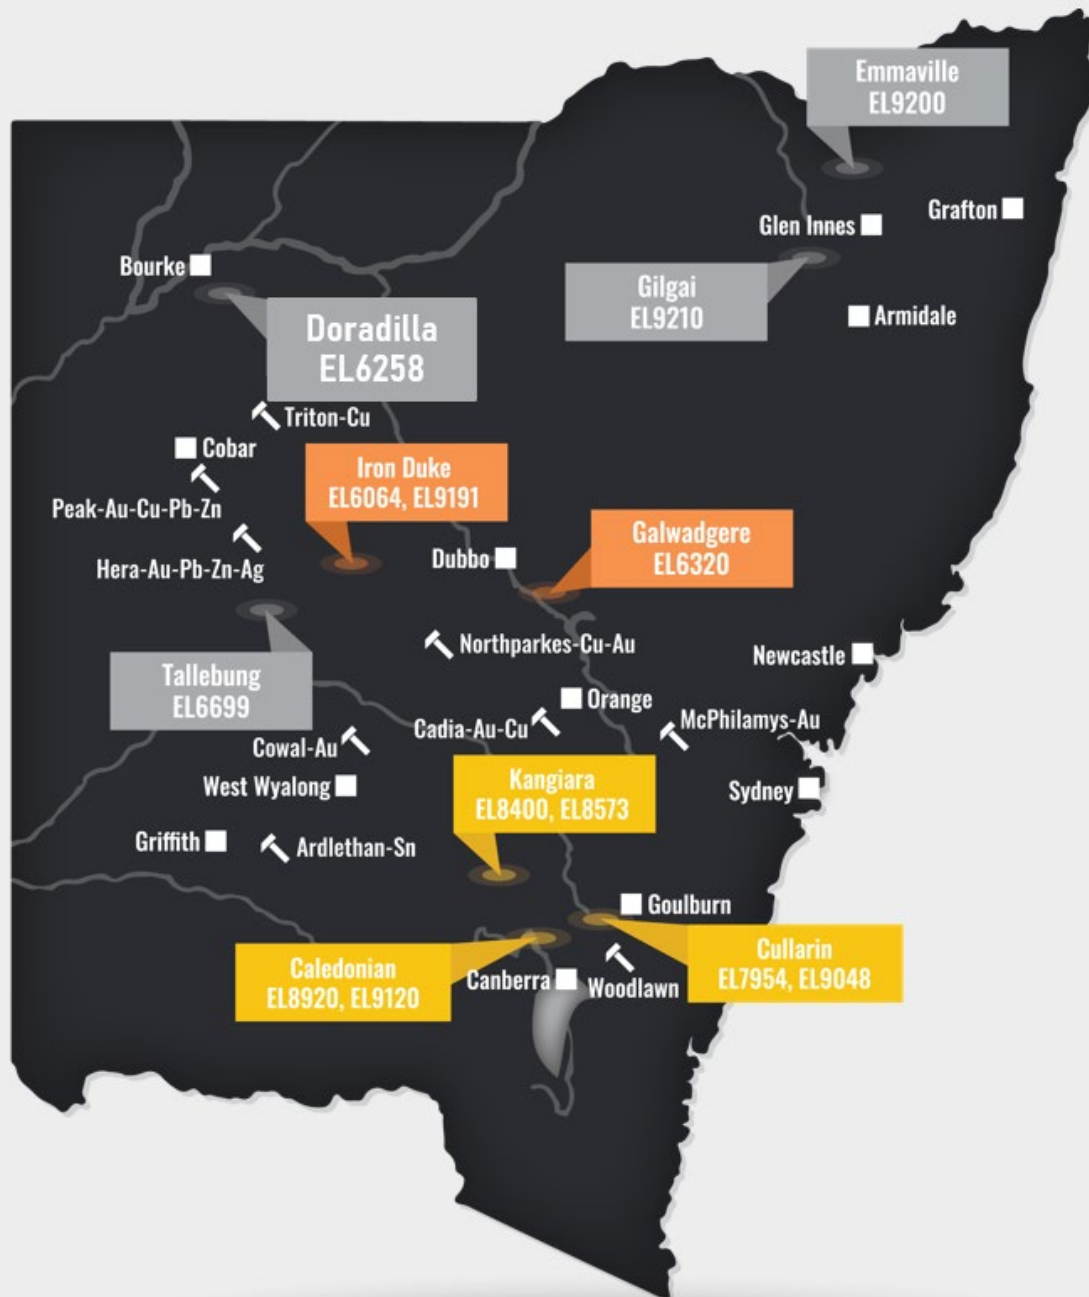 Emmaville
EL9200
Grafton
Glen Innes
Bourke
Gilgai
EL9210
Armidale
Doradilla
EL6258
Triton-Cu
Cobar
Iron Duke
EL6064, EL9191
Peak-Au-Cu-Pb-Zn
Galwadgere
EL6320
Dubbo
Hera-Au-Pb-Zn-Ag
Northparkes-Cu-Au
Newcastle
Tallebung
EL6699
Orange
McPhilamys-Au
Cadia-Au-Cu
Cowal-Au
Kangiara
EL8400, EL8573
West Wyalong
Sydney
Griffith
Ardlethan-Sn
Goulburn
Cullarin
EL7954, EL9048
Caledonian
EL8920, EL9120
Canberra
Woodlawn